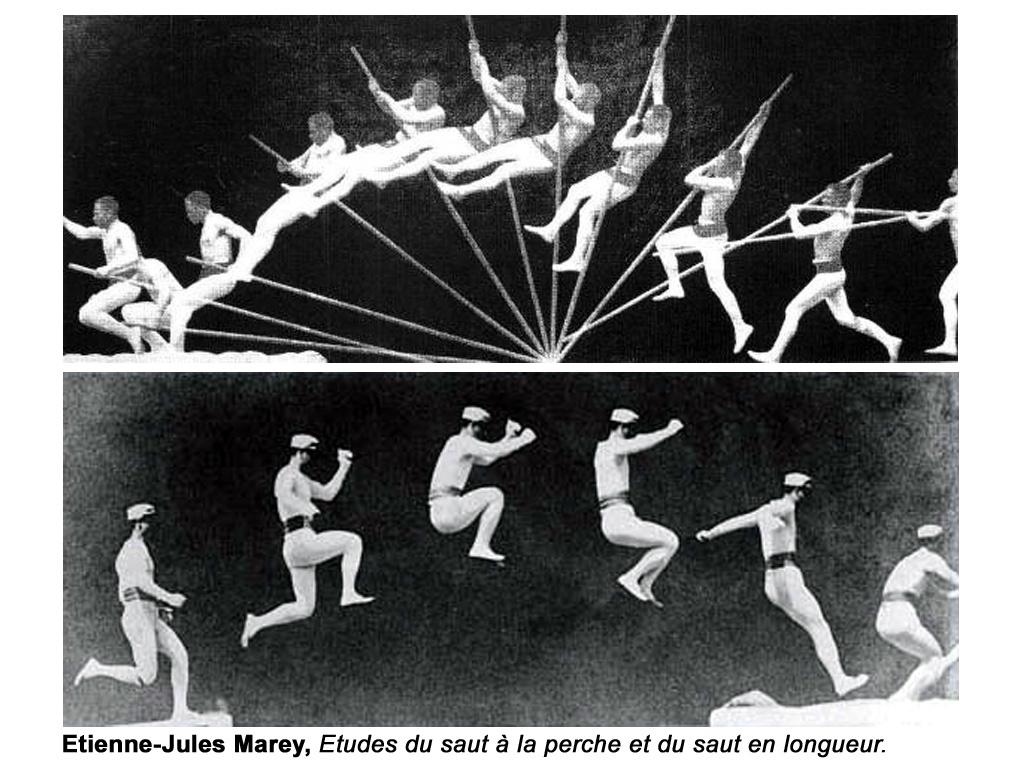 Etienne-Jules Marey, Etudes du saut à la perche et du saut en longueur.